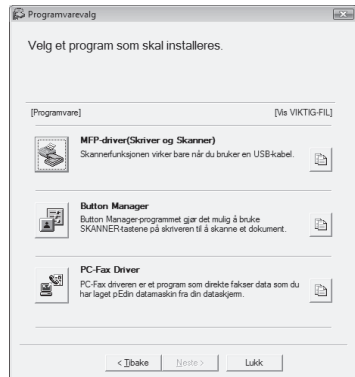 Programvarevalg
Velg et program som skal installeres.
[Programvare] [Vis VIKTIG-FIL]
MFP-driver(Skriver og Skanner)
Skannerfunksjonen virker bare når du bruker en USB-kabel.
Button Manager
Button Manager-programmet gjør det mulig å bruke
SKANNER-tastene på skriveren til å skanne et dokument.
PC-Fax Driver
PC-Fax driveren er et program som direkte fakser data som du
har laget pEdin datamaskin fra din dataskjerm.
< Tibake Neste > Lukk